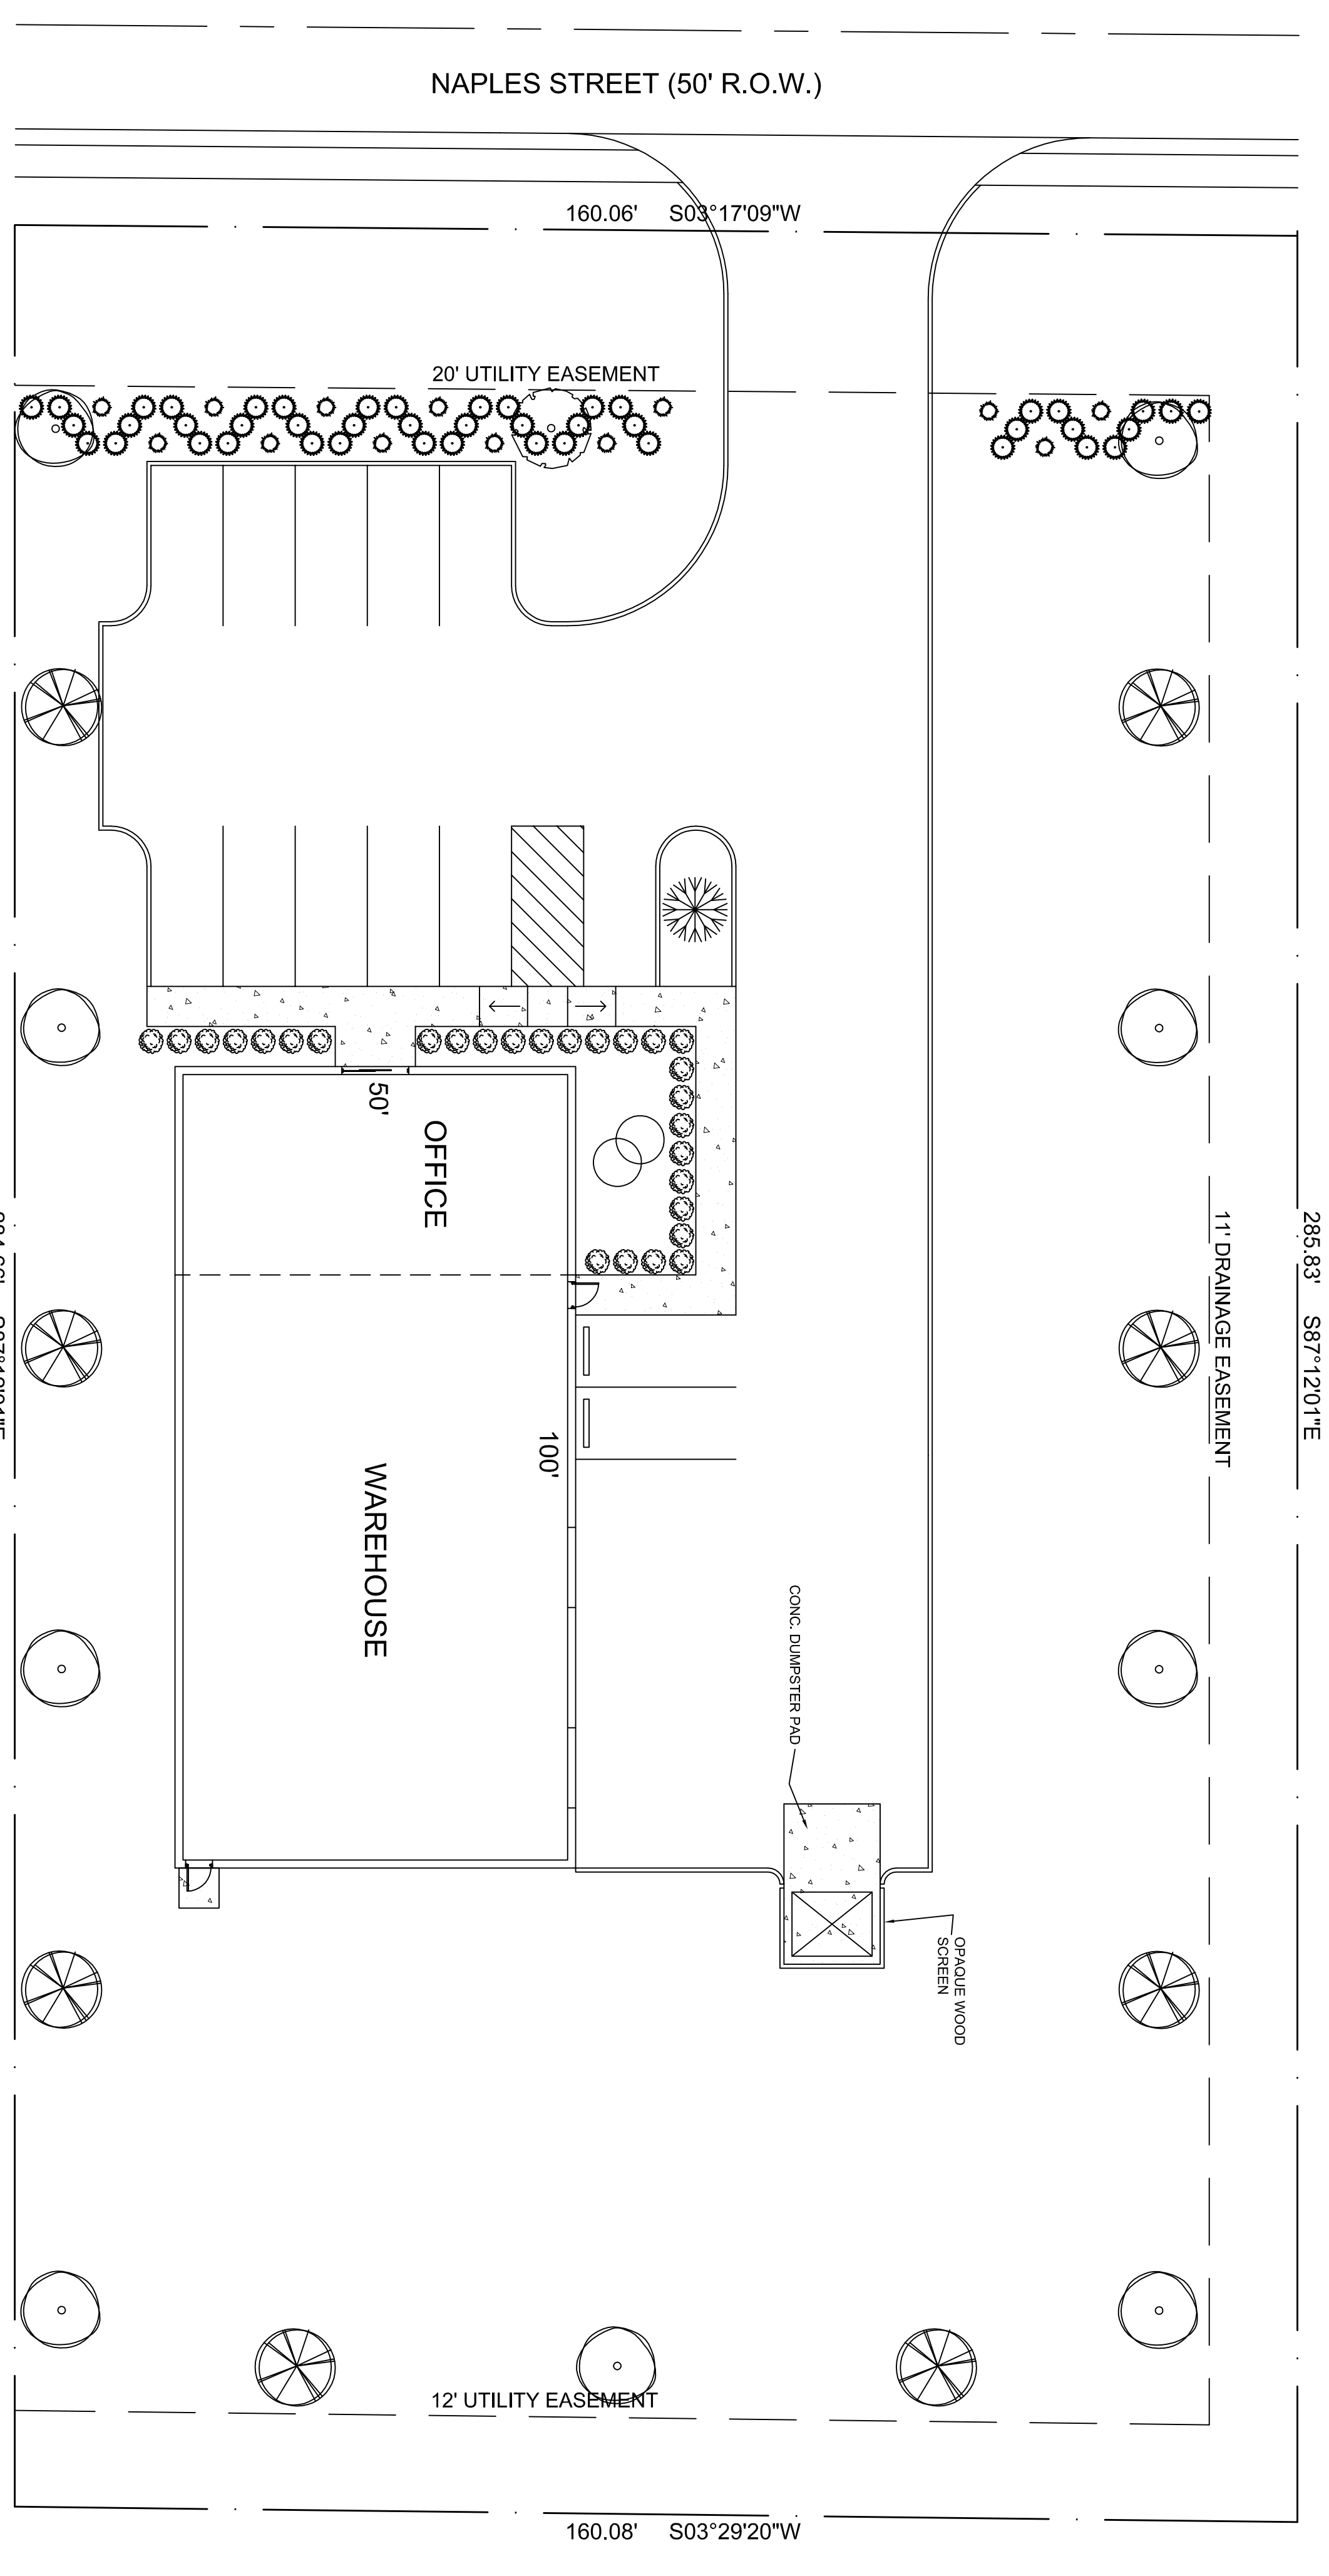 NAPLES STREET (50' R.O.W.)
160.06' S03°17'09"W
20' UTILITY EASEMENT
50'
OFFICE
11' DRAINAGE EASEMENT
285.83' S87°12'01"E
100'
WAREHOUSE
CONC. DUMPSTER PAD
OPAQUE WOOD
SCREEN
12' UTILITY EASEMENT
160.08' S03°29'20"W